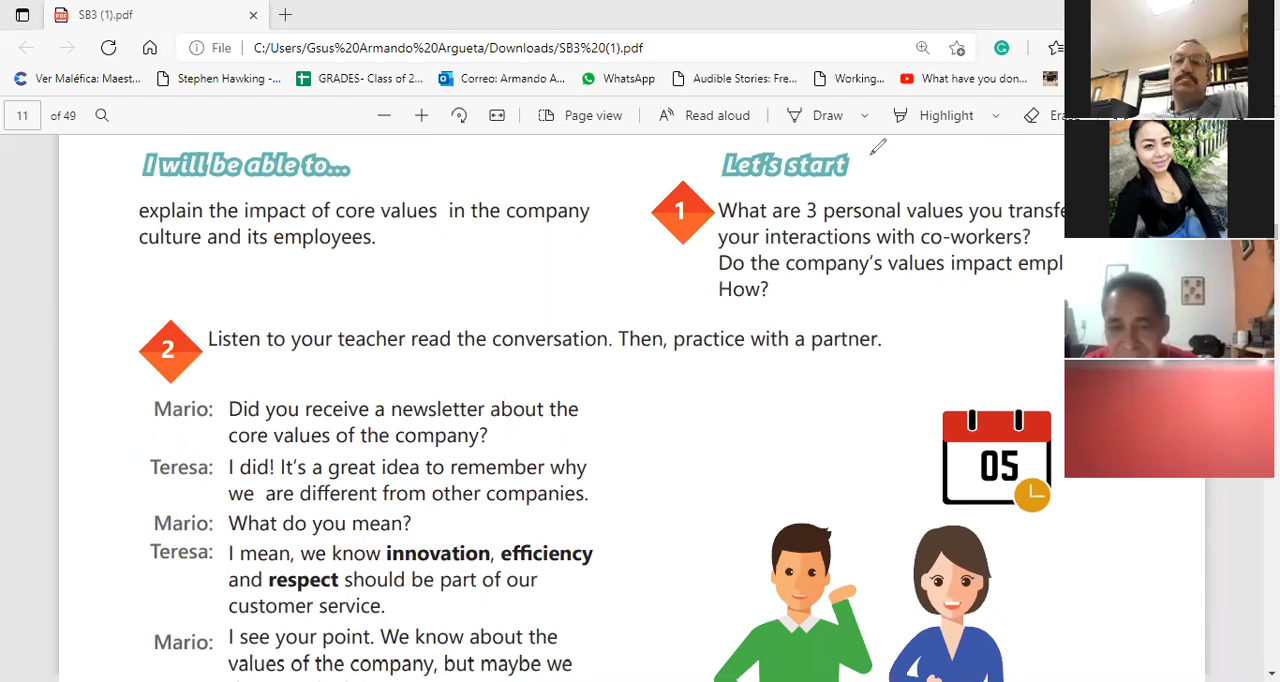 SB3 (1).pdf
File C:/Users/Gsus%20Armando%20Argueta/Downloads/SB3%20(1).pdf
Ver Maléfica: Maest... Stephen Hawking -... GRADES- Class of 2... Correo: Armando A... WhatsApp Audible Stories: Fre... Working... What have you don...
11 of 49 Page view Read aloud Draw Highlight
I will be able to...
explain the impact of core values in the company
culture and its employees.
Let's start
1 What are 3 personal values you
your interactions with co-workers?
Do the company's values impact
How?
2 Listen to your teacher read the conversation. Then, practice with a partner.
Mario: Did you receive a newsletter about the
core values of the company?
Teresa: I did! It's a great idea to remember why
we are different from other companies.
Mario: What do you mean?
Teresa: I mean, we know innovation, efficiency
and respect should be part of our
customer service.
Mario: I see your point. We know about the
values of the company, but maybe we
05